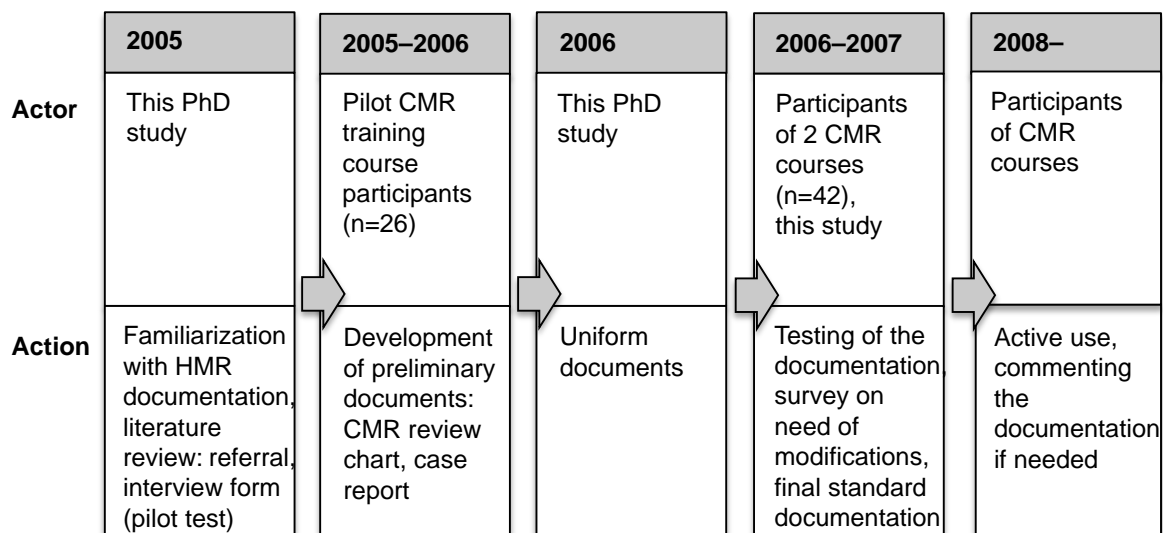 2005
2005–2006
2006
2006–2007
2008–
Actor
This PhD
study
Pilot CMR
training
course
participants
(n=26)
This PhD
study
Participants
of 2 CMR
courses
(n=42),
this study
Participants
of CMR
courses
Action
Familiarization
with HMR
documentation,
literature
review: referral,
interview form
(pilot test)
Development
of preliminary
documents:
CMR review
chart, case
report
Uniform
documents
Testing of the
documentation,
survey on
need of
modifications,
final standard
documentation
Active use,
commenting
the
documentation
if needed